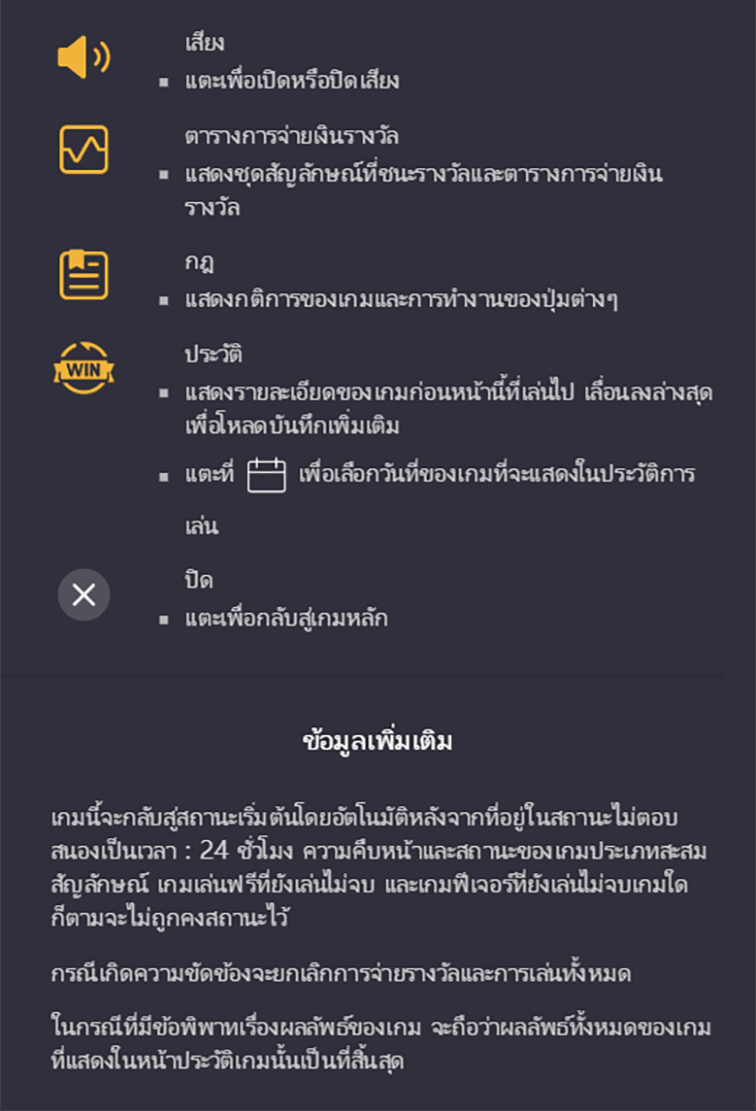 เสียง
แตะเพื่อเปิดหรือปิดเสียง
ตารางการจ่ายเงินรางวัล
แสดงชุดสัญลักษณ์ที่ชนะรางวัลและตารางการจ่ายเงิน
รางวัล
กฎ
แสดงกติการของเกมและการทำงานของปุ่มต่างๆ
WIN
ประวัติ
แสดงรายละเอียดของเกมก่อนหน้านี้ที่เล่นไป เลื่อนลงล่างสุด
เพื่อโหลดบันทึกเพิ่มเติม
แตะที่ เพื่อเลือกวันที่ของเกมที่จะแสดงในประวัติการ
เล่น
ปิด
แตะเพื่อกลับสู่เกมหลัก
ข้อมูลเพิ่มเติม
เกมนี้จะกลับสู่สถานะเริ่มต้นโดยอัตโนมัติหลังจากที่อยู่ในสถานะไม่ตอบ
สนองเป็นเวลา : 24 ชั่วโมง ความคืบหน้าและสถานะของเกมประเภทสะสม
สัญลักษณ์ เกมเล่นฟรีที่ยังเล่นไม่จบ และเกมฟีเจอร์ที่ยังเล่นไม่จบเกมใด
ก็ตามจะไม่ถูกคงสถานะไว้
กรณีเกิดความขัดข้องจะยกเลิกการจ่ายรางวัลและการเล่นทั้งหมด
ในกรณีที่มีข้อพิพาทเรื่องผลลัพธ์ของเกม จะถือว่าผลลัพธ์ทั้งหมดของเกม
ที่แสดงในหน้าประวัติเกมนั้นเป็นที่สิ้นสุด